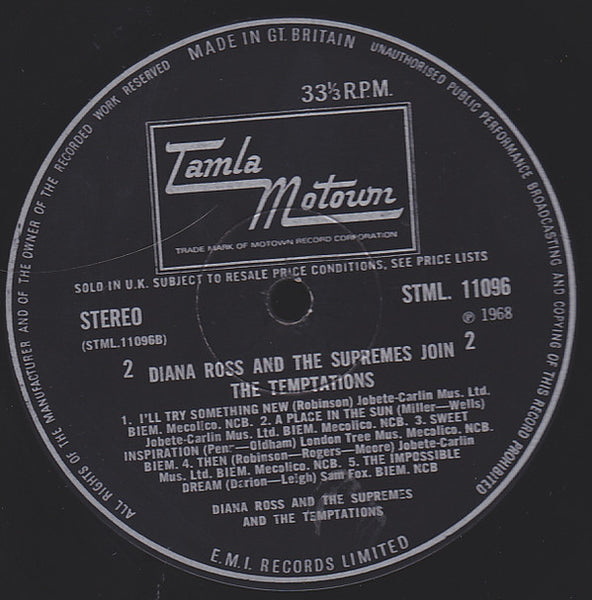 MADE IN GT. BRITAIN
UNAUTHORISED PUBLIC PERFORMANCE BROADCASTING AND COPYING OF THIS RECORD PROHIBITED
ALL RIGHTS OF THE MANUFACTURER AND OF THE OWNER OF THE RECORDED WORK RESERVED
33⅓ R.P.M.
Tamla
Motown
TRADE MARK OF MOTOWN RECORD CORPORATION
SOLD IN U.K. SUBJECT TO RESALE PRICE CONDITIONS, SEE PRICE LISTS
STEREO
STML. 11096
(STML.11096B)
℗ 1968
2 DIANA ROSS AND THE SUPREMES JOIN 2
THE TEMPTATIONS
1. I'LL TRY SOMETHING NEW (Robinson) Jobete-Carlin Mus. Ltd.
BIEM. Mecolico. NCB. 2. A PLACE IN THE SUN (Miller—Wells)
Jobete-Carlin Mus. Ltd. BIEM. Mecolico. NCB. 3. SWEET
INSPIRATION (Penn—Oldham) London Tree Mus. Mecolico. NCB.
BIEM. 4. THEN (Robinson—Rogers—Moore) Jobete-Carlin
Mus. Ltd. BIEM. Mecolico. NCB. 5. THE IMPOSSIBLE
DREAM (Darion—Leigh) Sam Fox. BIEM. NCB
DIANA ROSS AND THE SUPREMES
AND THE TEMPTATIONS
E.M.I. RECORDS LIMITED